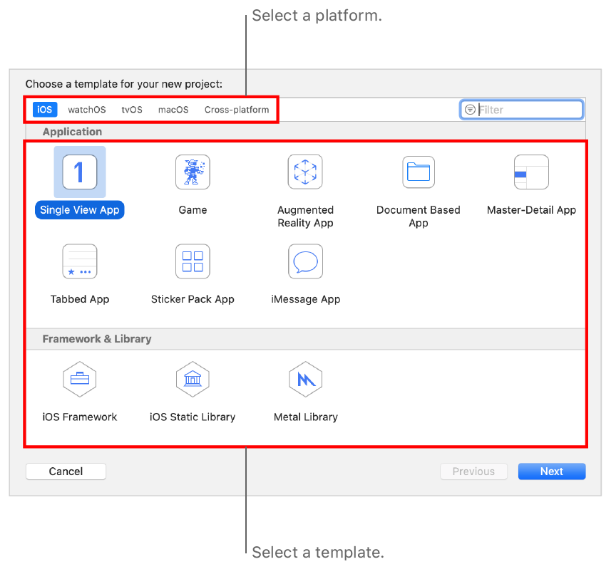 Select a platform.
Choose a template for your new project:
iOS watchOS tvOS macOS Cross-platform Filter
Application
1
Single View App Game Augmented Reality App Document Based App Master-Detail App
Tabbed App Sticker Pack App iMessage App
Framework & Library
iOS Framework iOS Static Library Metal Library
Cancel Previous Next
Select a template.